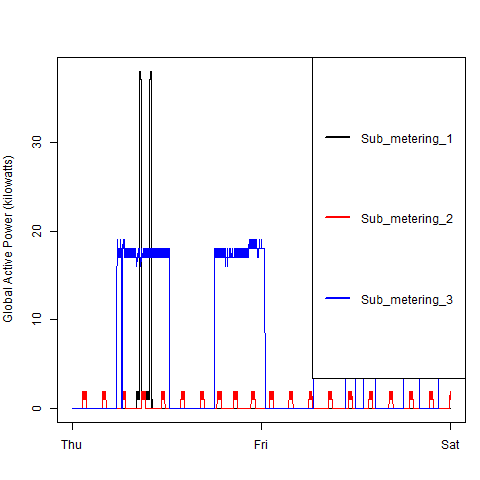 Global Active Power (kilowatts)
30
20
10
0
Thu
Fri
Sat
Sub_metering_1
Sub_metering_2
Sub_metering_3